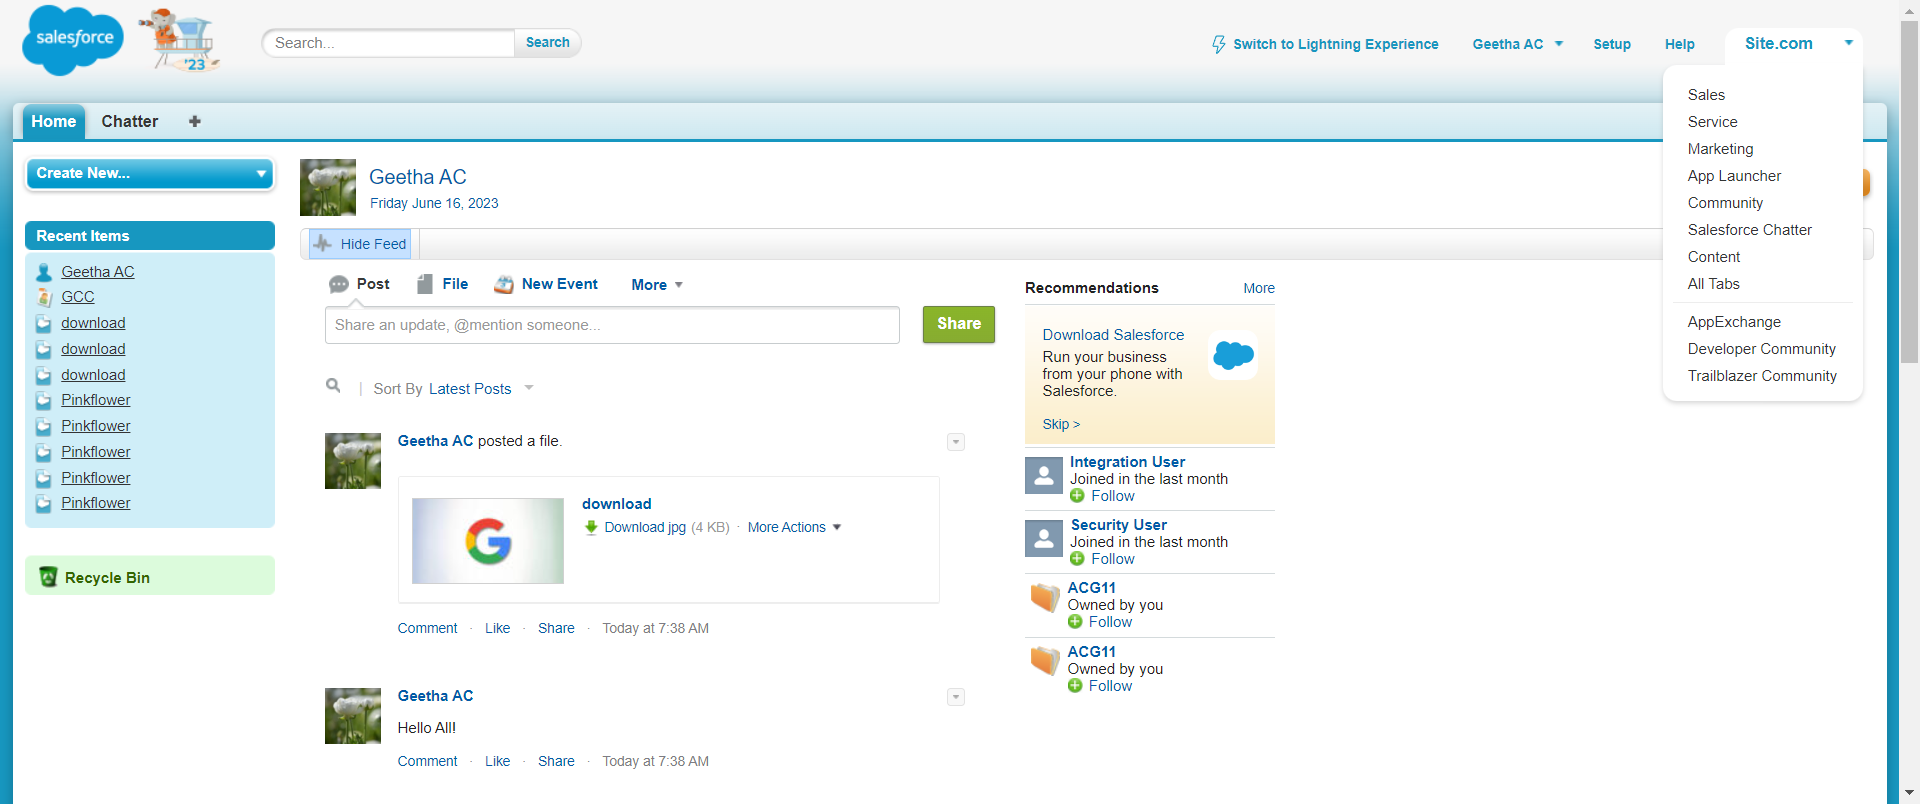 salesforce
'23
Search...
Search
Switch to Lightning Experience
Geetha AC
Setup
Help
Site.com
Sales
Service
Marketing
App Launcher
Community
Salesforce Chatter
Content
All Tabs
AppExchange
Developer Community
Trailblazer Community
Home
Chatter
Create New...
Recent Items
Geetha AC
GCC
download
download
download
Pinkflower
Pinkflower
Pinkflower
Pinkflower
Pinkflower
Recycle Bin
Geetha AC
Friday June 16, 2023
Hide Feed
Post
File
New Event
More
Share an update, @mention someone...
Share
Sort By Latest Posts
Geetha AC posted a file.
download
Download jpg (4 KB) · More Actions
Comment · Like · Share · Today at 7:38 AM
Geetha AC
Hello All!
Comment · Like · Share · Today at 7:38 AM
Recommendations
More
Download Salesforce
Run your business
from your phone with
Salesforce.
Skip >
Integration User
Joined in the last month
Follow
Security User
Joined in the last month
Follow
ACG11
Owned by you
Follow
ACG11
Owned by you
Follow